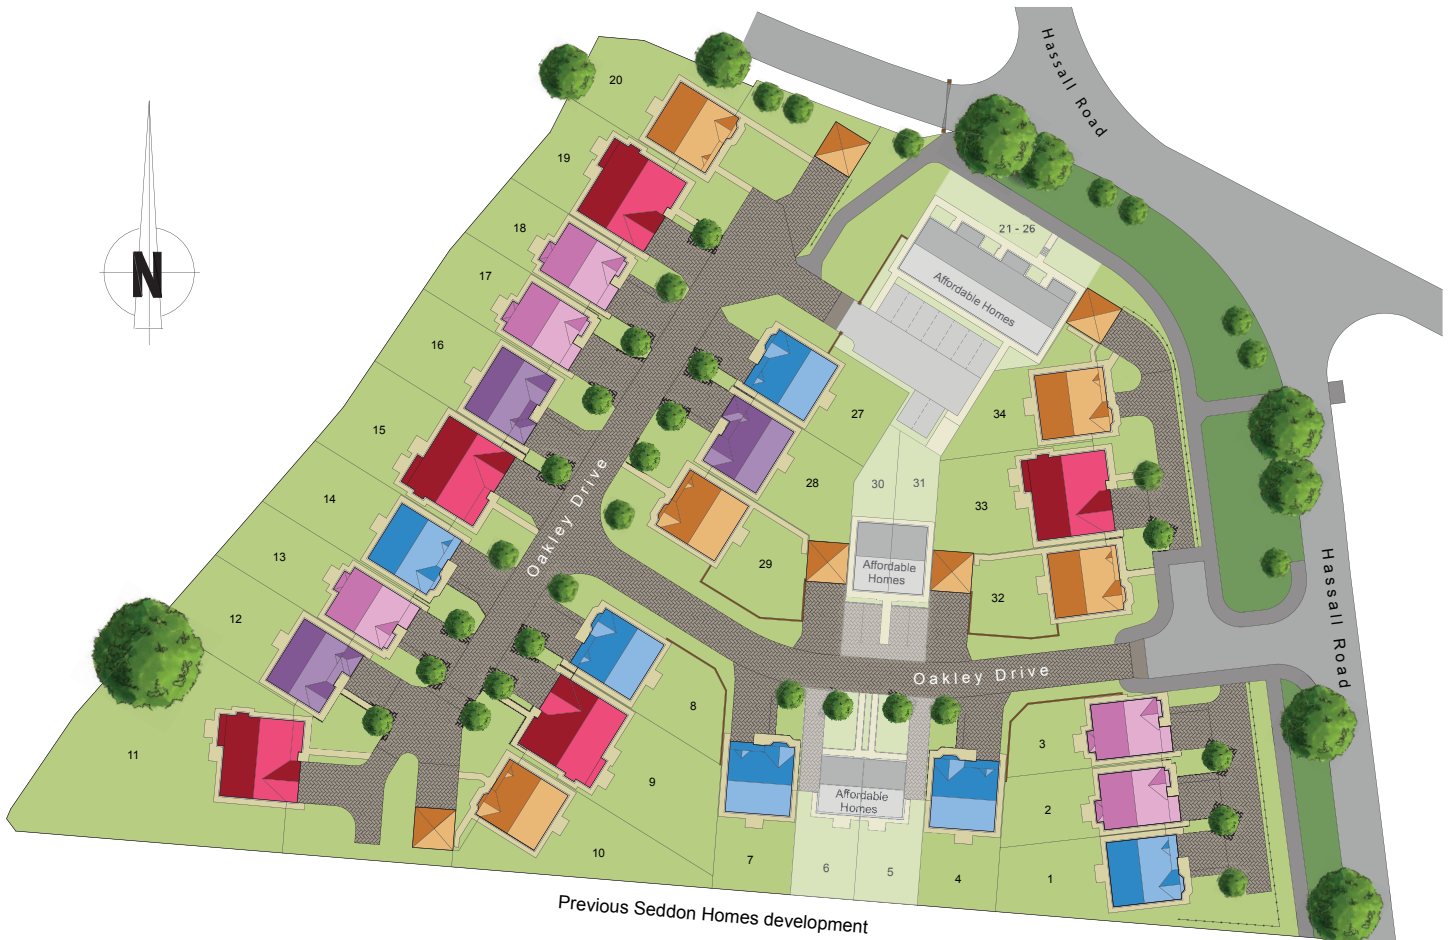 Hassall Road
20
19
18
17
16
15
14
13
12
11
N
21 - 26
Affordable Homes
27
28
29
30
31
34
33
32
Affordable
Homes
Oakley Drive
Oakley Drive
Hassall Road
8
9
10
7
6
5
4
Affordable
Homes
3
2
1
Previous Seddon Homes development